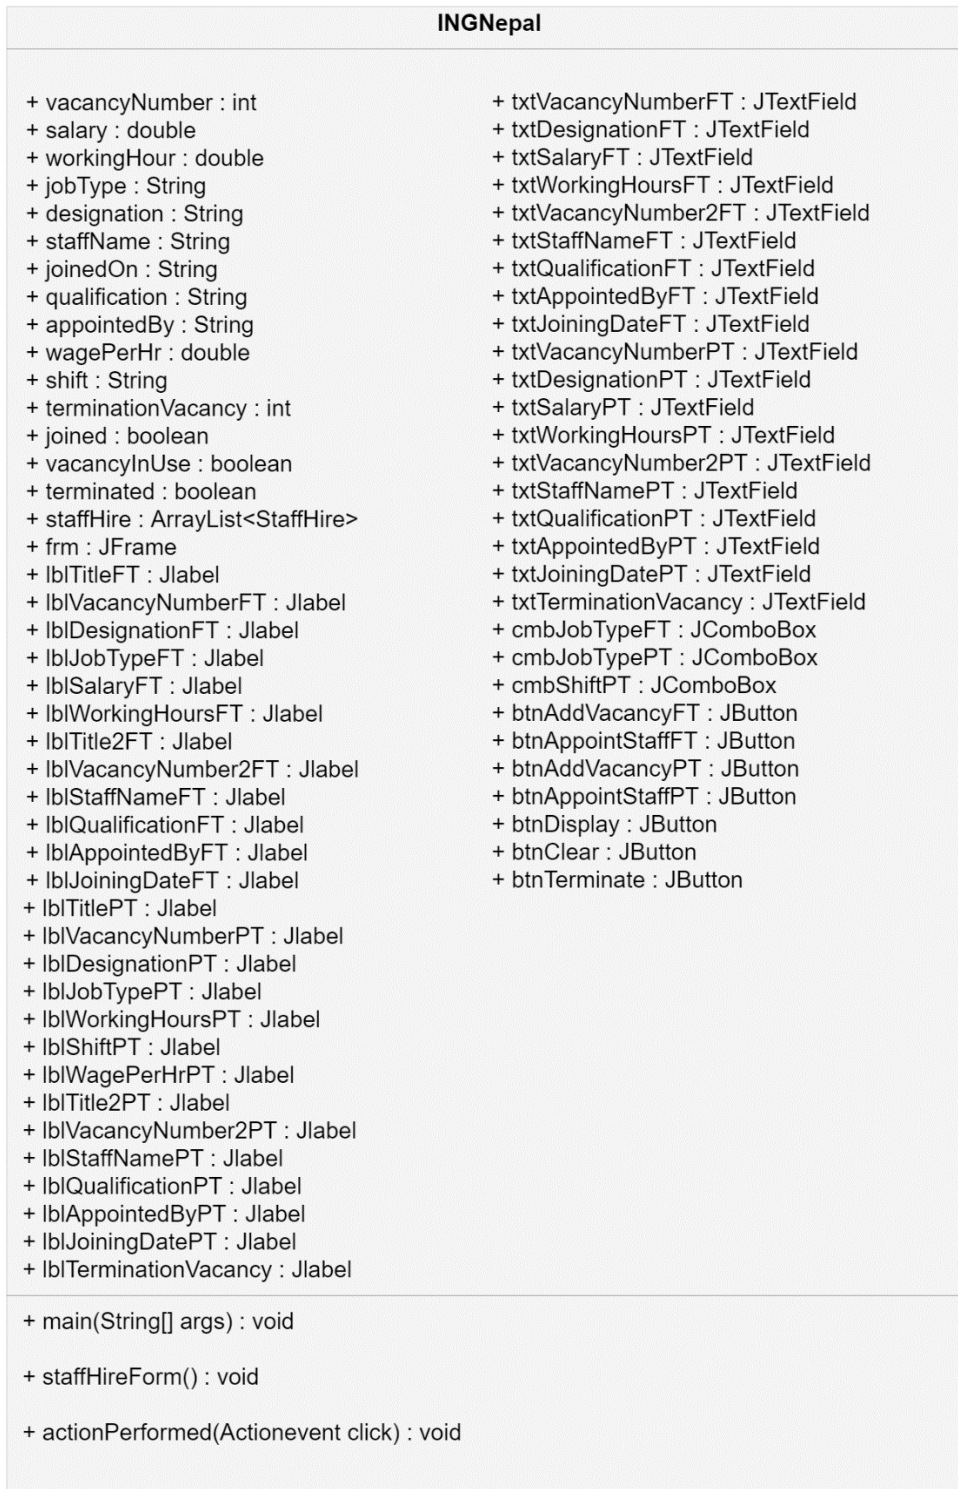 INGNepal
+ vacancyNumber : int
+ salary : double
+ workingHour : double
+ jobType : String
+ designation : String
+ staffName : String
+ joinedOn : String
+ qualification : String
+ appointedBy : String
+ wagePerHr : double
+ shift : String
+ terminationVacancy : int
+ joined : boolean
+ vacancyInUse : boolean
+ terminated : boolean
+ staffHire : ArrayList<StaffHire>
+ frm : JFrame
+ lblTitleFT : Jlabel
+ lblVacancyNumberFT : Jlabel
+ lblDesignationFT : Jlabel
+ lblJobTypeFT : Jlabel
+ lblSalaryFT : Jlabel
+ lblWorkingHoursFT : Jlabel
+ lblTitle2FT : Jlabel
+ lblVacancyNumber2FT : Jlabel
+ lblStaffNameFT : Jlabel
+ lblQualificationFT : Jlabel
+ lblAppointedByFT : Jlabel
+ lblJoiningDateFT : Jlabel
+ lblTitlePT : Jlabel
+ lblVacancyNumberPT : Jlabel
+ lblDesignationPT : Jlabel
+ lblJobTypePT : Jlabel
+ lblWorkingHoursPT : Jlabel
+ lblShiftPT : Jlabel
+ lblWagePerHrPT : Jlabel
+ lblTitle2PT : Jlabel
+ lblVacancyNumber2PT : Jlabel
+ lblStaffNamePT : Jlabel
+ lblQualificationPT : Jlabel
+ lblAppointedByPT : Jlabel
+ lblJoiningDatePT : Jlabel
+ lblTerminationVacancy : Jlabel
+ txtVacancyNumberFT : JTextField
+ txtDesignationFT : JTextField
+ txtSalaryFT : JTextField
+ txtWorkingHoursFT : JTextField
+ txtVacancyNumber2FT : JTextField
+ txtStaffNameFT : JTextField
+ txtQualificationFT : JTextField
+ txtAppointedByFT : JTextField
+ txtJoiningDateFT : JTextField
+ txtVacancyNumberPT : JTextField
+ txtDesignationPT : JTextField
+ txtSalaryPT : JTextField
+ txtWorkingHoursPT : JTextField
+ txtVacancyNumber2PT : JTextField
+ txtStaffNamePT : JTextField
+ txtQualificationPT : JTextField
+ txtAppointedByPT : JTextField
+ txtJoiningDatePT : JTextField
+ txtTerminationVacancy : JTextField
+ cmbJobTypeFT : JComboBox
+ cmbJobTypePT : JComboBox
+ cmbShiftPT : JComboBox
+ btnAddVacancyFT : JButton
+ btnAppointStaffFT : JButton
+ btnAddVacancyPT : JButton
+ btnAppointStaffPT : JButton
+ btnDisplay : JButton
+ btnClear : JButton
+ btnTerminate : JButton
+ main(String[] args) : void
+ staffHireForm() : void
+ actionPerformed(Actionevent click) : void